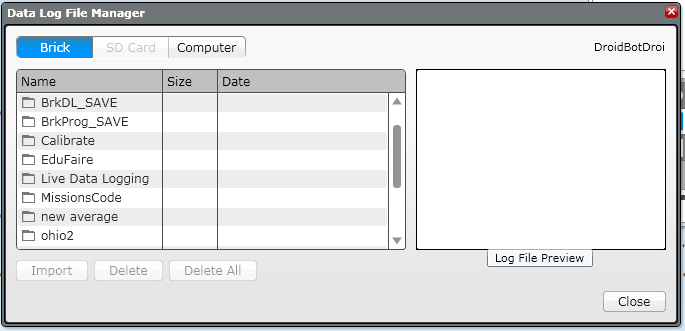 Data Log File Manager
Brick SD Card Computer DroidBotDroi
Name Size Date
BrkDL_SAVE
BrkProg_SAVE
Calibrate
EduFaire
Live Data Logging
MissionsCode
new average
ohio2
Log File Preview
Import Delete Delete All
Close